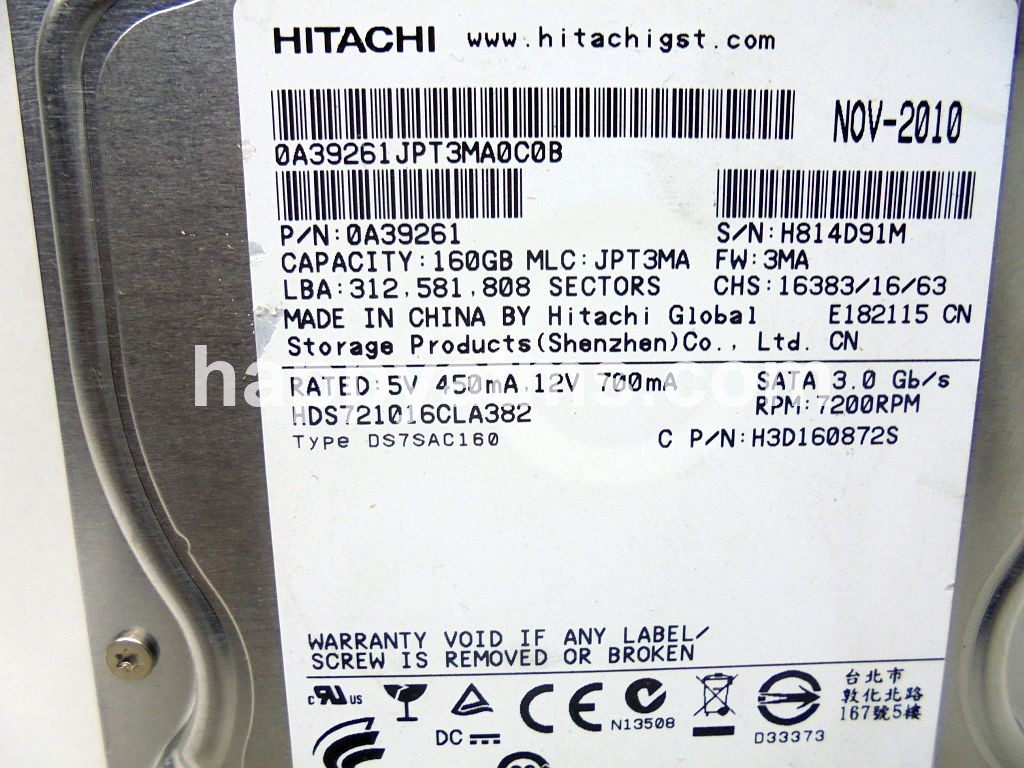 HITACHI www.hitachigst.com
NOV-2010
0A39261JPT3MA0C0B
P/N:0A39261 S/N:H814D91M
CAPACITY:160GB MLC:JPT3MA FW:3MA
LBA:312,581,808 SECTORS CHS:16383/16/63
MADE IN CHINA BY Hitachi Global E182115 CN
Storage Products(Shenzhen)Co., Ltd. CN
RATED:5V 450mA,12V 700mA SATA 3.0 Gb/s
HDS721016CLA382 RPM:7200RPM
Type DS7SAC160 C P/N:H3D160872S
WARRANTY VOID IF ANY LABEL/
SCREW IS REMOVED OR BROKEN
c RU US
CE
DC
N13508
D33373
台北市
敦化北路
167號5樓